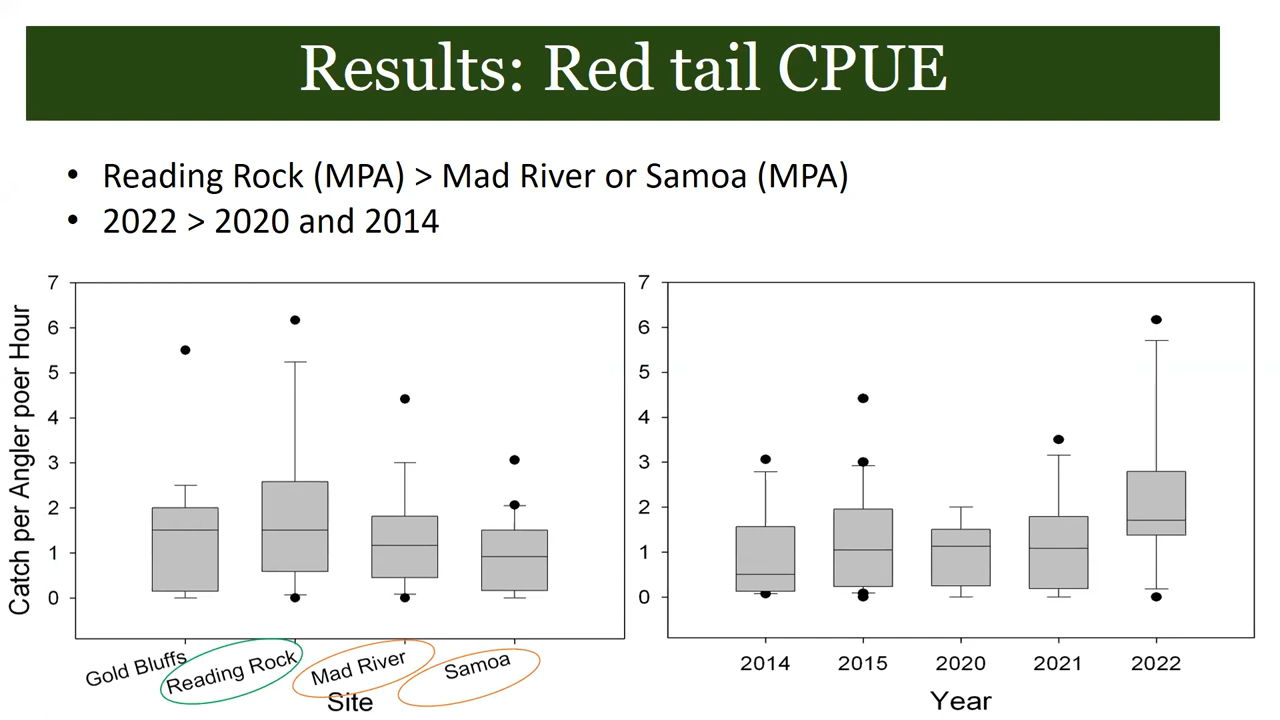 Results: Red tail CPUE
• Reading Rock (MPA) > Mad River or Samoa (MPA)
• 2022 > 2020 and 2014
Catch per Angler poer Hour
7
6
5
4
3
2
1
0
Gold Bluffs
Reading Rock
Mad River
Samoa
Site
7
6
5
4
3
2
1
0
2014
2015
2020
2021
2022
Year